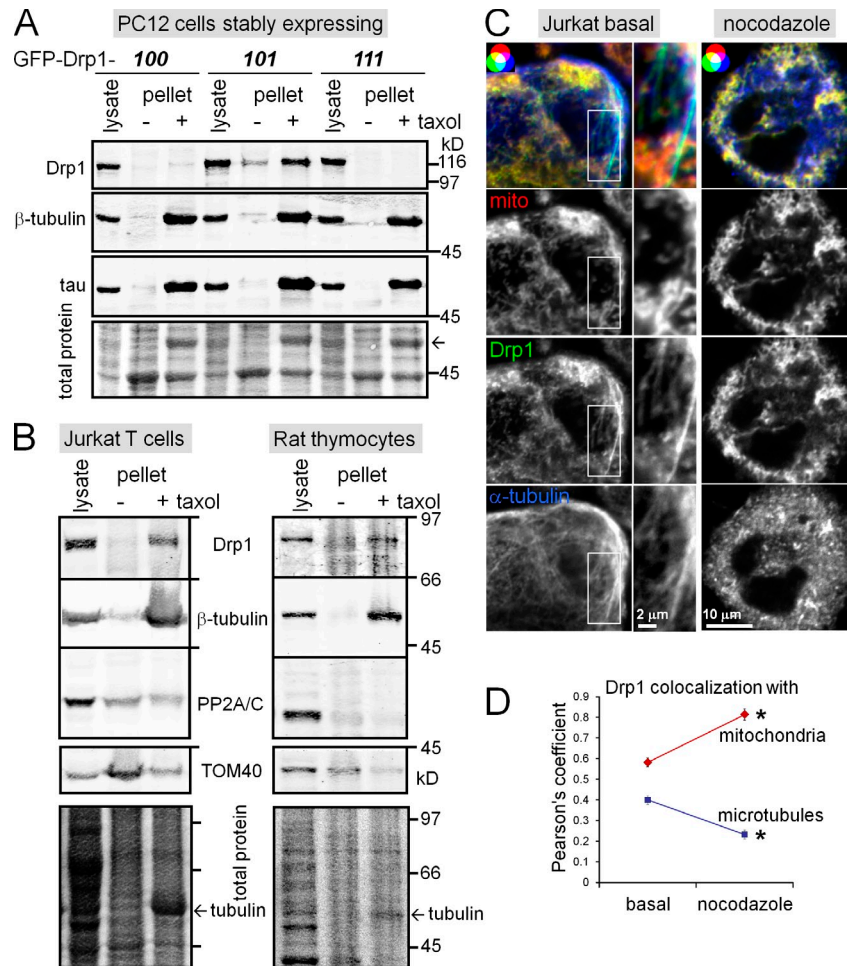 A
PC12 cells stably expressing
GFP-Drp1- 100 101 111
lysate pellet lysate pellet lysate pellet
- + - + - + taxol
kD
Drp1
116
97
β-tubulin
45
tau
45
total protein
←
45
B
Jurkat T cells Rat thymocytes
lysate pellet lysate pellet
- + taxol - + taxol
97
Drp1
66
β-tubulin
45
PP2A/C
45
TOM40
kD
total protein
97
66
← tubulin ← tubulin
45
C
Jurkat basal nocodazole
mito
Drp1
α-tubulin
2 μm 10 μm
D
Drp1 colocalization with
Pearson's coefficient
0.9
0.8
0.7
0.6
0.5
0.4
0.3
0.2
0.1
0
* mitochondria
microtubules
*
basal nocodazole